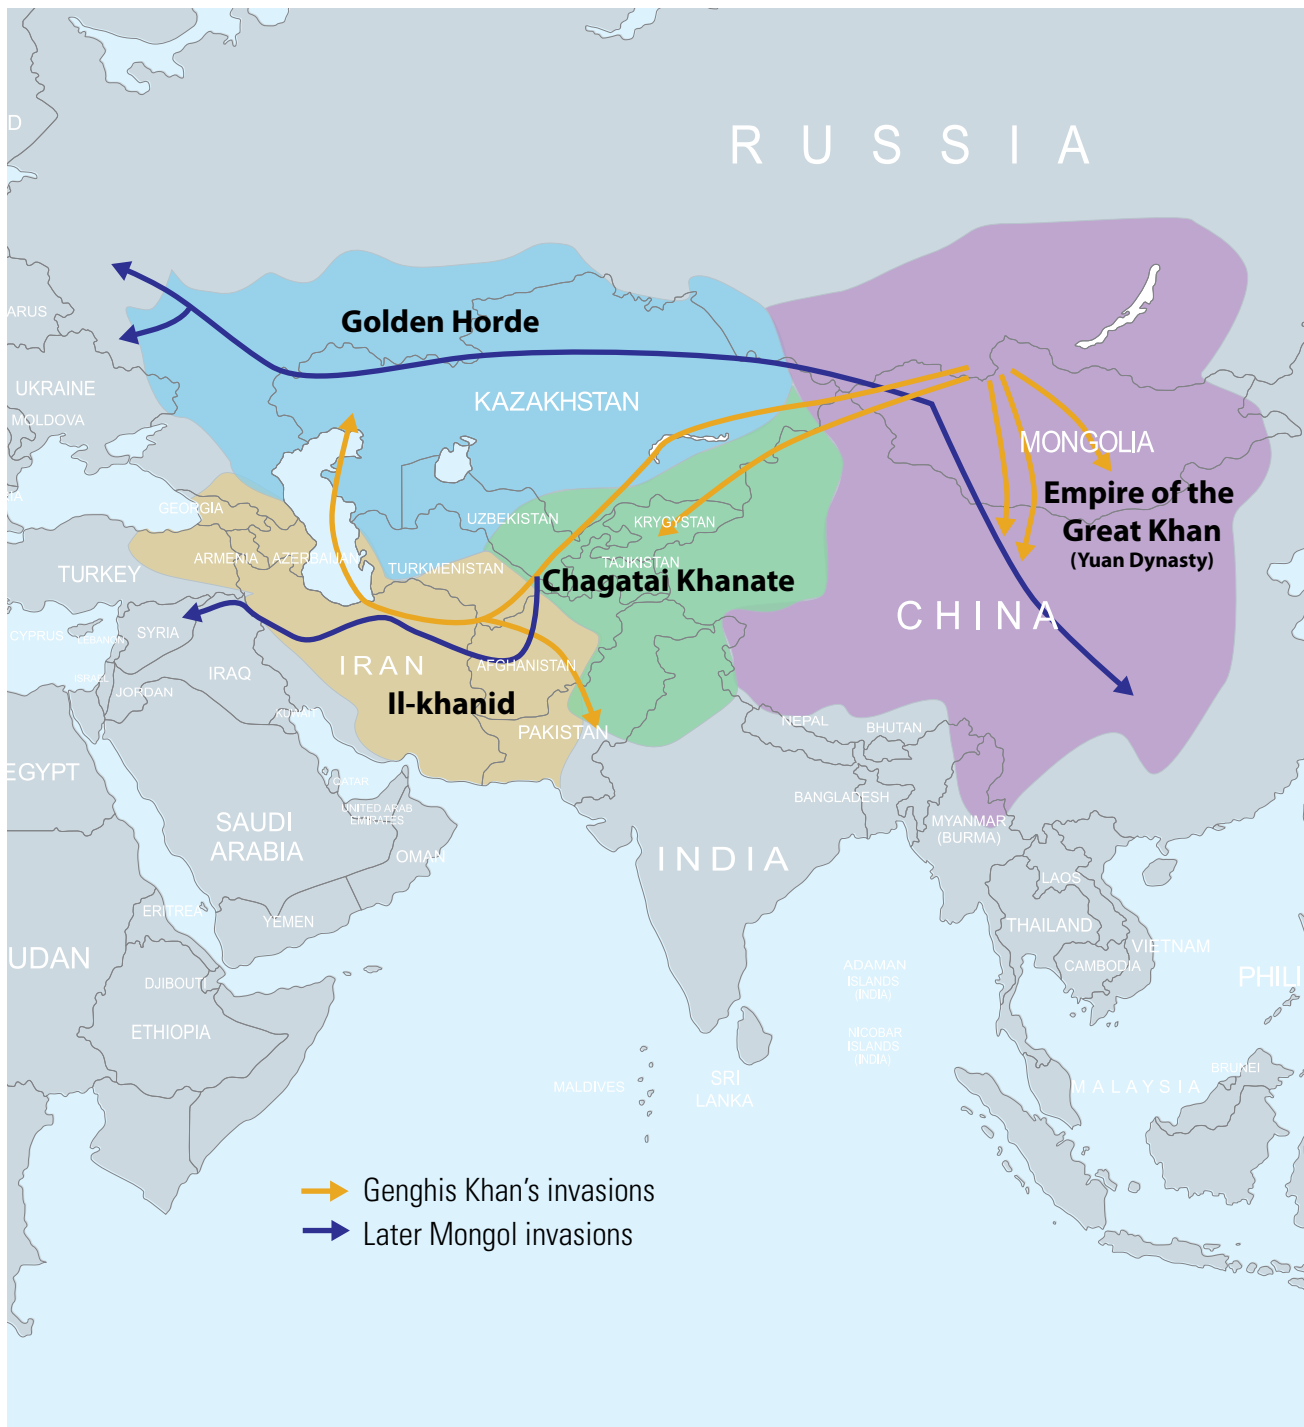 D
RUSSIA
ARUS
Golden Horde
UKRAINE
KAZAKHSTAN
MOLDOVA
MONGOLIA
Empire of the
Great Khan
(Yuan Dynasty)
GEORGIA
UZBEKISTAN
KRYGYSTAN
ARMENIA
AZERBAIJAN
TURKMENISTAN
TAJIKISTAN
TURKEY
Chagatai Khanate
CHINA
CYPRUS
LEBANON
SYRIA
IRAN
AFGHANISTAN
IRAQ
ISRAEL
JORDAN
Il-khanid
KUWAIT
PAKISTAN
NEPAL
BHUTAN
EGYPT
QATAR
UNITED ARAB
EMIRATES
BANGLADESH
SAUDI
ARABIA
MYANMAR
(BURMA)
OMAN
INDIA
LAOS
ERITREA
YEMEN
THAILAND
VIETNAM
UDAN
CAMBODIA
ADAMAN
ISLANDS
(INDIA)
PHILI
DJIBOUTI
ETHIOPIA
NICOBAR
ISLANDS
(INDIA)
MALDIVES
SRI
LANKA
MALAYSIA
BRUNEI
Genghis Khan's invasions
Later Mongol invasions